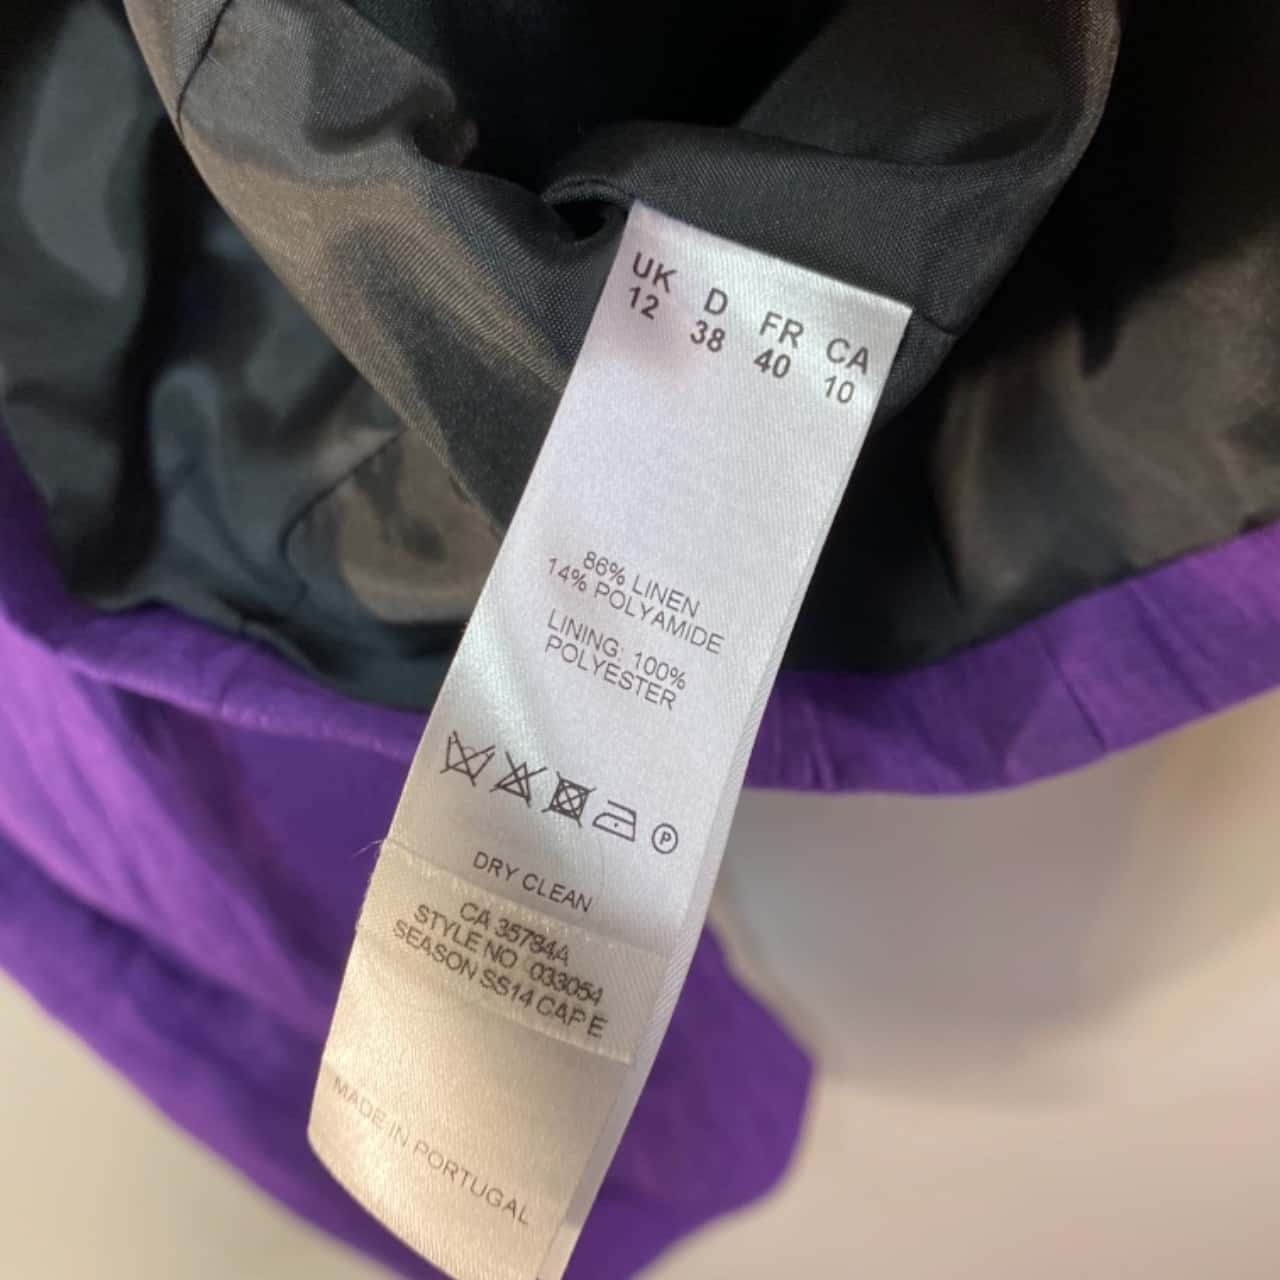 UK D FR CA
12 38 40 10
86% LINEN
14% POLYAMIDE
LINING: 100%
POLYESTER
P
DRY CLEAN
CA 35784A
STYLE NO 033054
SEASON SS14 CAP E
MADE IN PORTUGAL